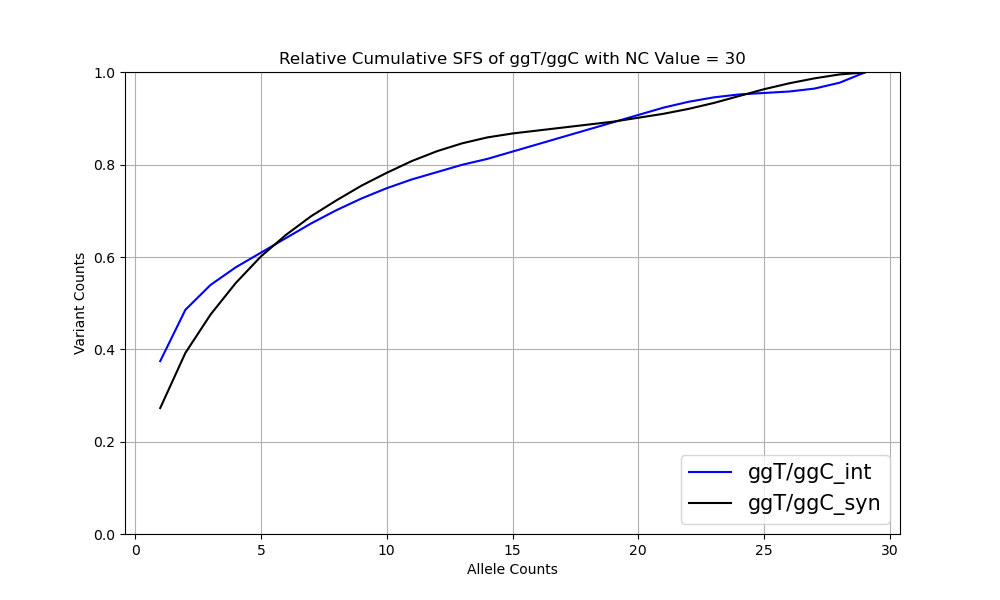 Relative Cumulative SFS of ggT/ggC with NC Value = 30
1.0
0.8
0.6
0.4
0.2
0.0
Variant Counts
0 5 10 15 20 25 30
Allele Counts
ggT/ggC_int
ggT/ggC_syn